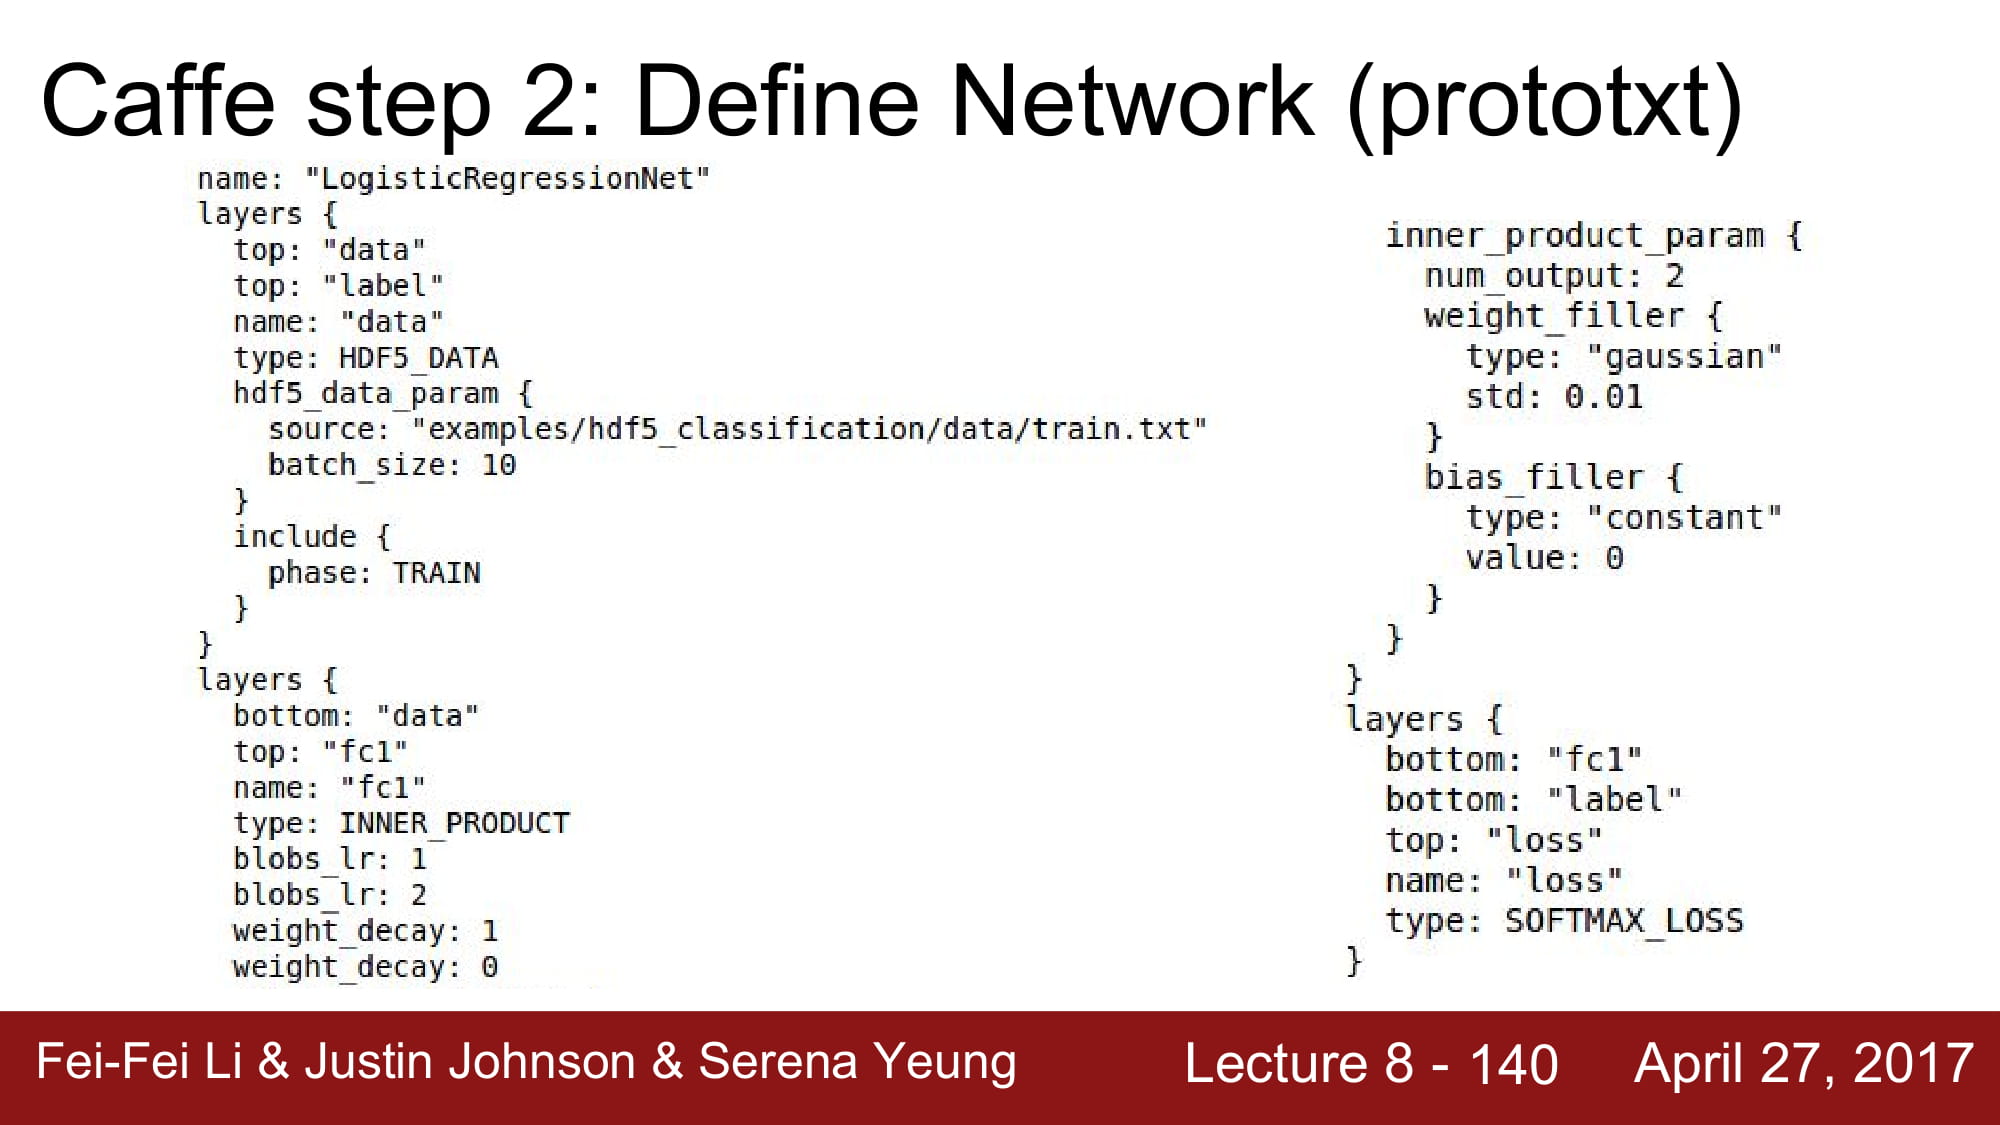 Caffe step 2: Define Network (prototxt)
name: "LogisticRegressionNet"
layers {
  top: "data"
  top: "label"
  name: "data"
  type: HDF5_DATA
  hdf5_data_param {
    source: "examples/hdf5_classification/data/train.txt"
    batch_size: 10
  }
  include {
    phase: TRAIN
  }
}
layers {
  bottom: "data"
  top: "fc1"
  name: "fc1"
  type: INNER_PRODUCT
  blobs_lr: 1
  blobs_lr: 2
  weight_decay: 1
  weight_decay: 0
  inner_product_param {
    num_output: 2
    weight_filler {
      type: "gaussian"
      std: 0.01
    }
    bias_filler {
      type: "constant"
      value: 0
    }
  }
}
layers {
  bottom: "fc1"
  bottom: "label"
  top: "loss"
  name: "loss"
  type: SOFTMAX_LOSS
}
Fei-Fei Li & Justin Johnson & Serena Yeung
Lecture 8 - 140
April 27, 2017